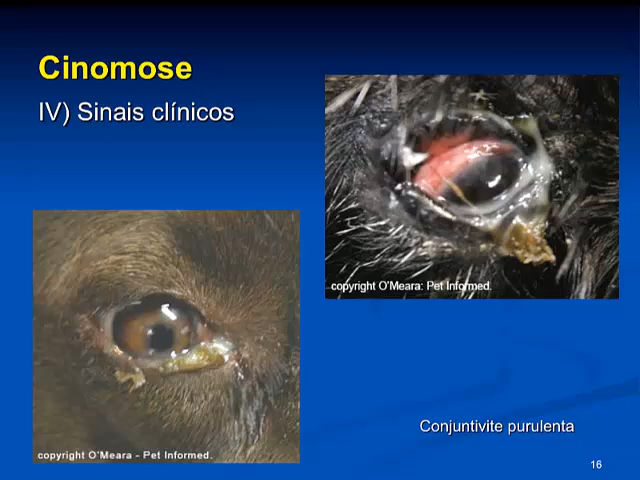 Cinomose
IV) Sinais clínicos
copyright O'Meara: Pet Informed.
copyright O'Meara - Pet Informed.
Conjuntivite purulenta
16